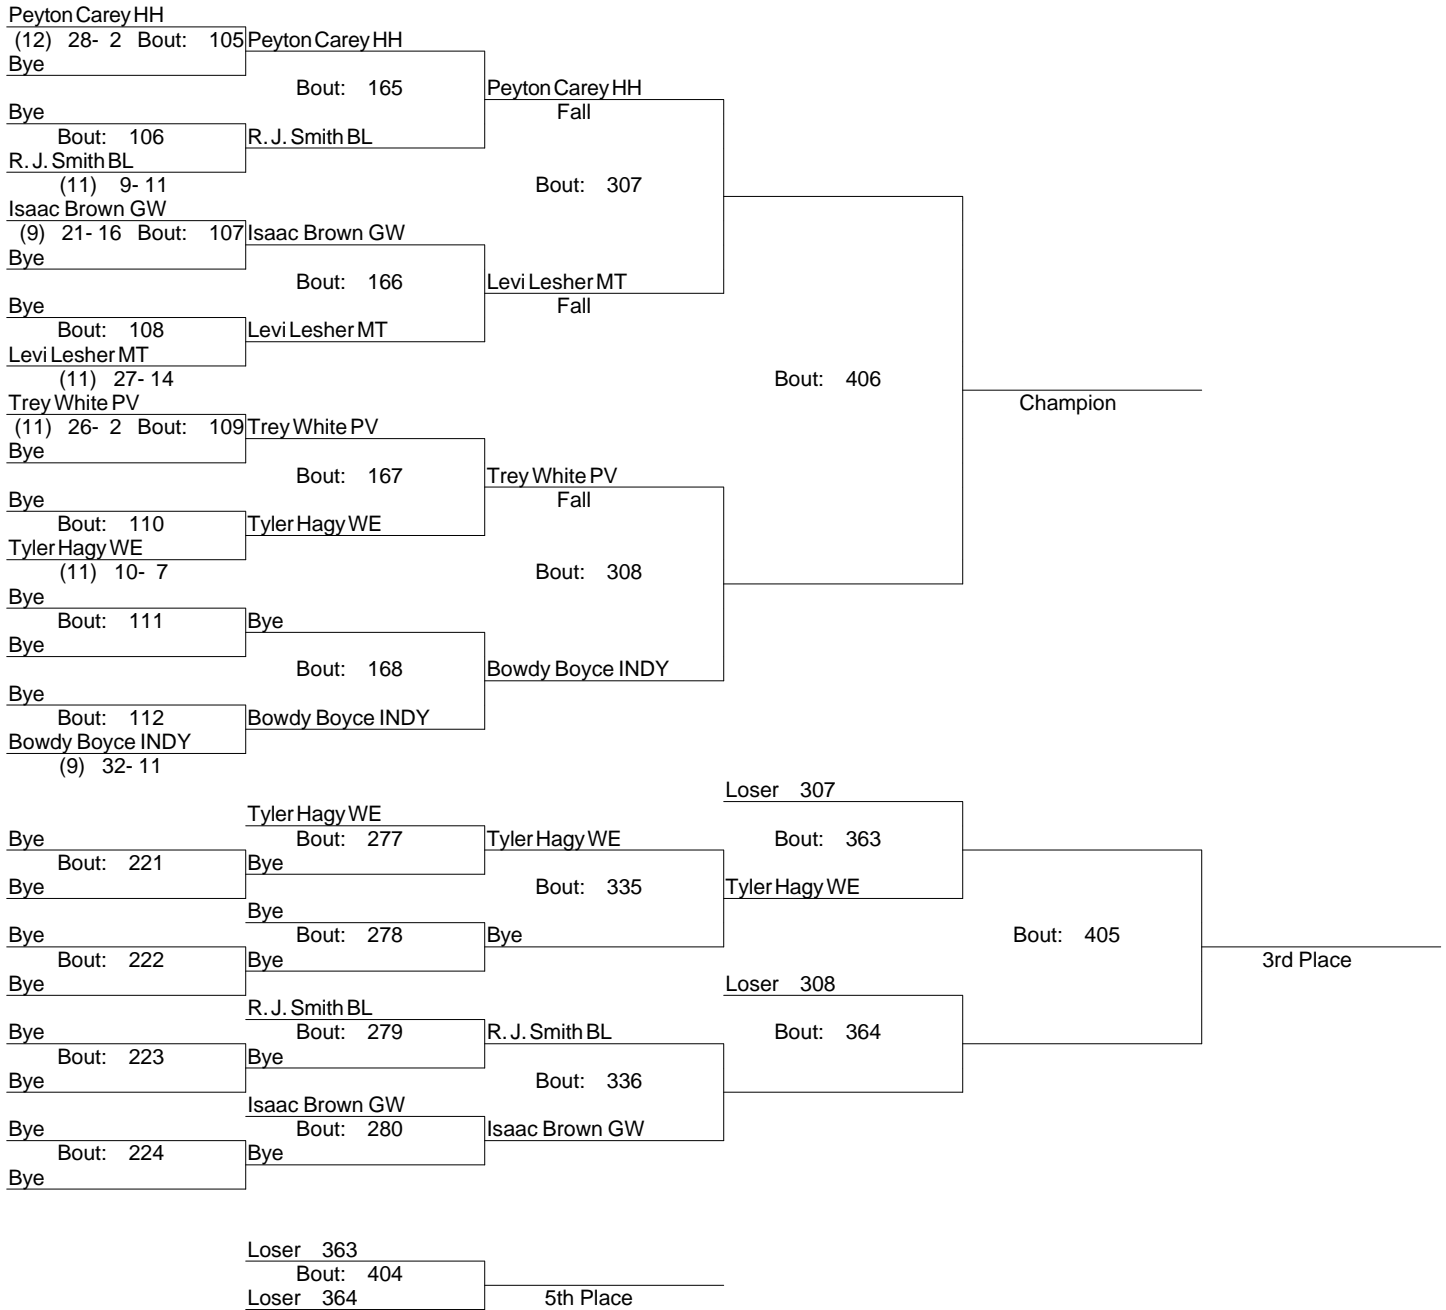 Peyton Carey HH
(12) 28- 2 Bout: 105 Peyton Carey HH
Bye
Bout: 165 Peyton Carey HH
Bye Fall
Bout: 106 R. J. Smith BL
R. J. Smith BL
(11) 9- 11 Bout: 307
Isaac Brown GW
(9) 21- 16 Bout: 107 Isaac Brown GW
Bye
Bout: 166 Levi Lesher MT
Bye Fall
Bout: 108 Levi Lesher MT
Levi Lesher MT
(11) 27- 14 Bout: 406
Trey White PV Champion
(11) 26- 2 Bout: 109 Trey White PV
Bye
Bout: 167 Trey White PV
Bye Fall
Bout: 110 Tyler Hagy WE
Tyler Hagy WE
(11) 10- 7 Bout: 308
Bye
Bout: 111 Bye
Bye
Bout: 168 Bowdy Boyce INDY
Bye
Bout: 112 Bowdy Boyce INDY
Bowdy Boyce INDY
(9) 32- 11
Loser 307
Tyler Hagy WE
Bye Bout: 277 Tyler Hagy WE Bout: 363
Bout: 221 Bye
Bye Bout: 335 Tyler Hagy WE
Bye
Bye Bout: 278 Bye Bout: 405
Bout: 222 Bye 3rd Place
Bye Loser 308
R. J. Smith BL
Bye Bout: 279 R. J. Smith BL Bout: 364
Bout: 223 Bye
Bye Bout: 336
Isaac Brown GW
Bye Bout: 280 Isaac Brown GW
Bout: 224 Bye
Bye
Loser 363
Bout: 404
Loser 364 5th Place